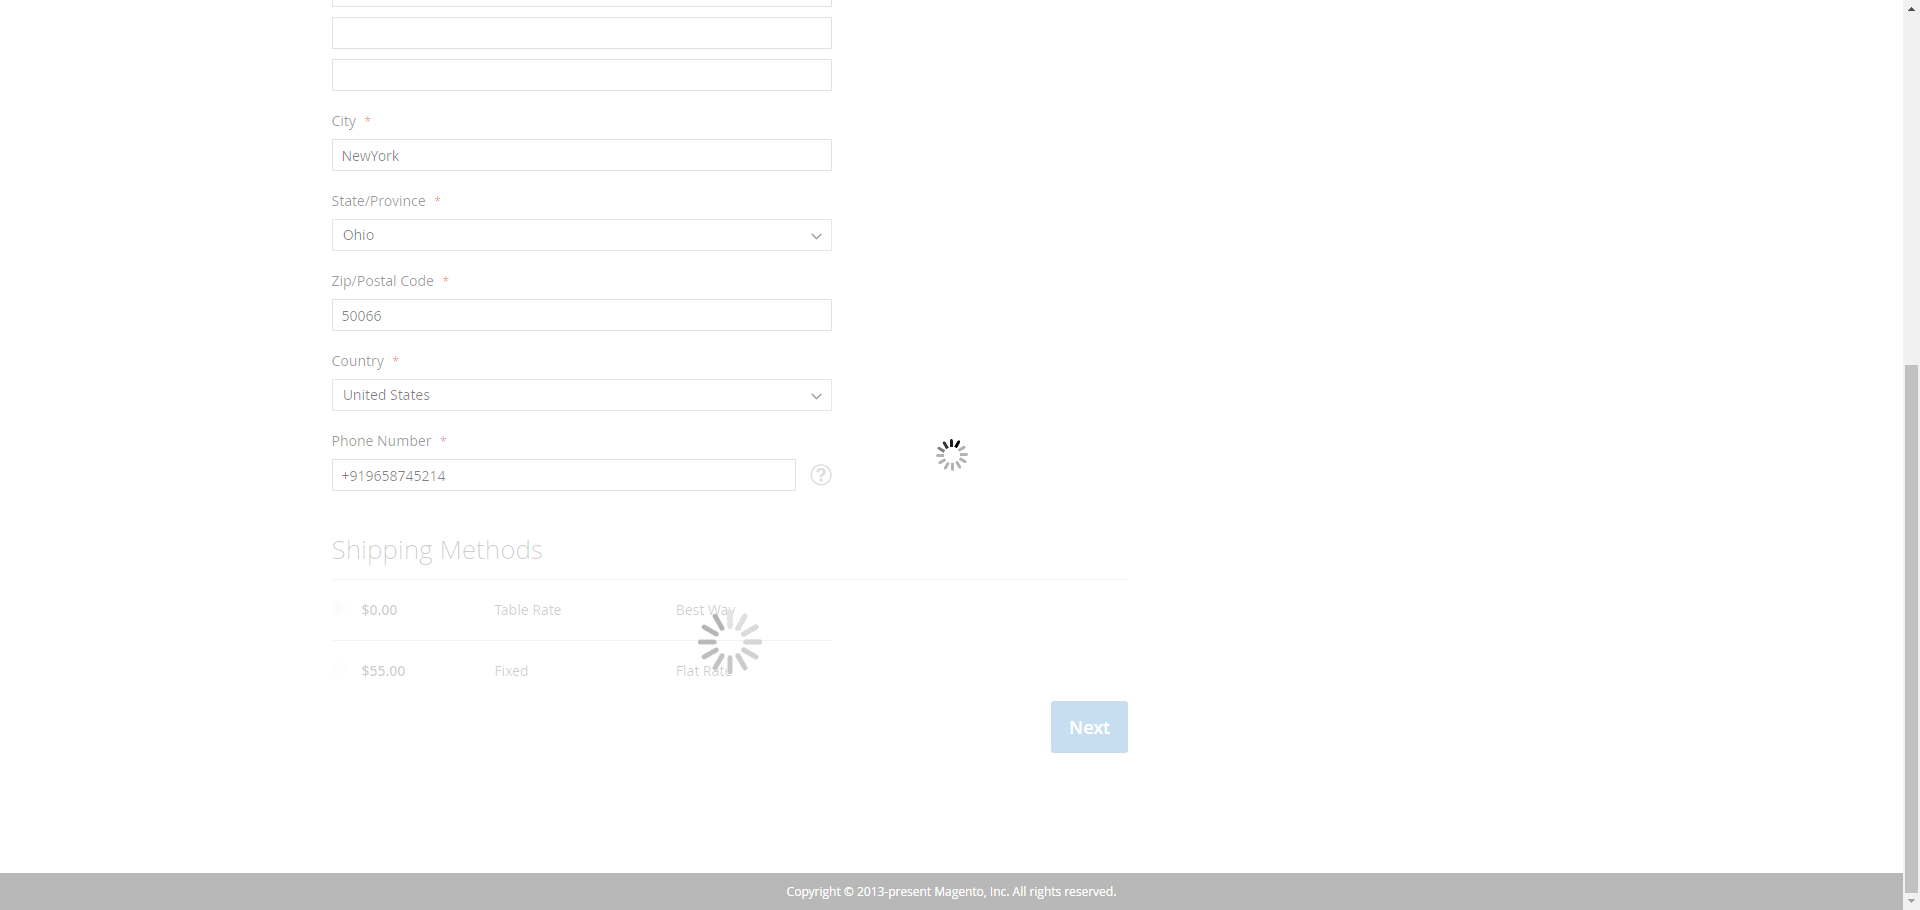 City *
NewYork
State/Province *
Ohio
Zip/Postal Code *
50066
Country *
United States
Phone Number *
+919658745214 ?
Shipping Methods
$0.00 Table Rate Best Way
$55.00 Fixed Flat Rate
Next
Copyright © 2013-present Magento, Inc. All rights reserved.